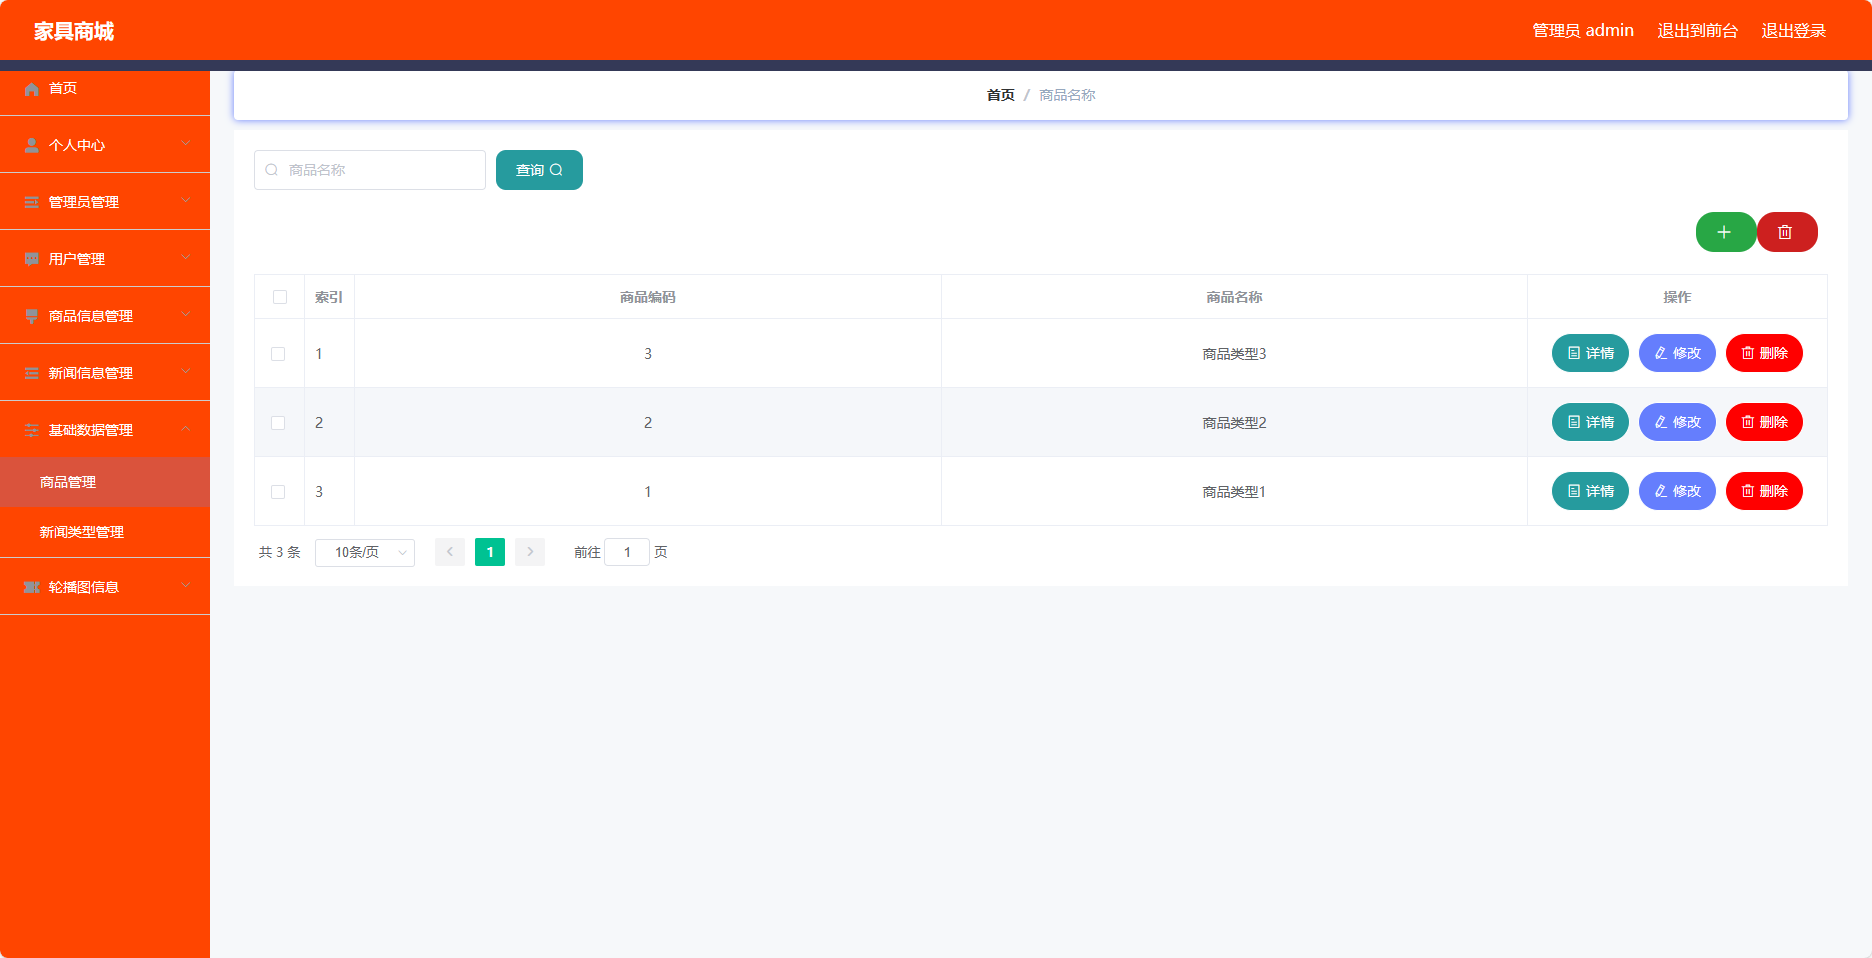 家具商城
管理员 admin 退出到前台 退出登录
首页
个人中心
管理员管理
用户管理
商品信息管理
新闻信息管理
基础数据管理
商品管理
新闻类型管理
轮播图信息
首页 / 商品名称
商品名称 查询
索引 商品编码 商品名称 操作
1 3 商品类型3 详情 修改 删除
2 2 商品类型2 详情 修改 删除
3 1 商品类型1 详情 修改 删除
共 3 条 10条/页 1 前往 1 页